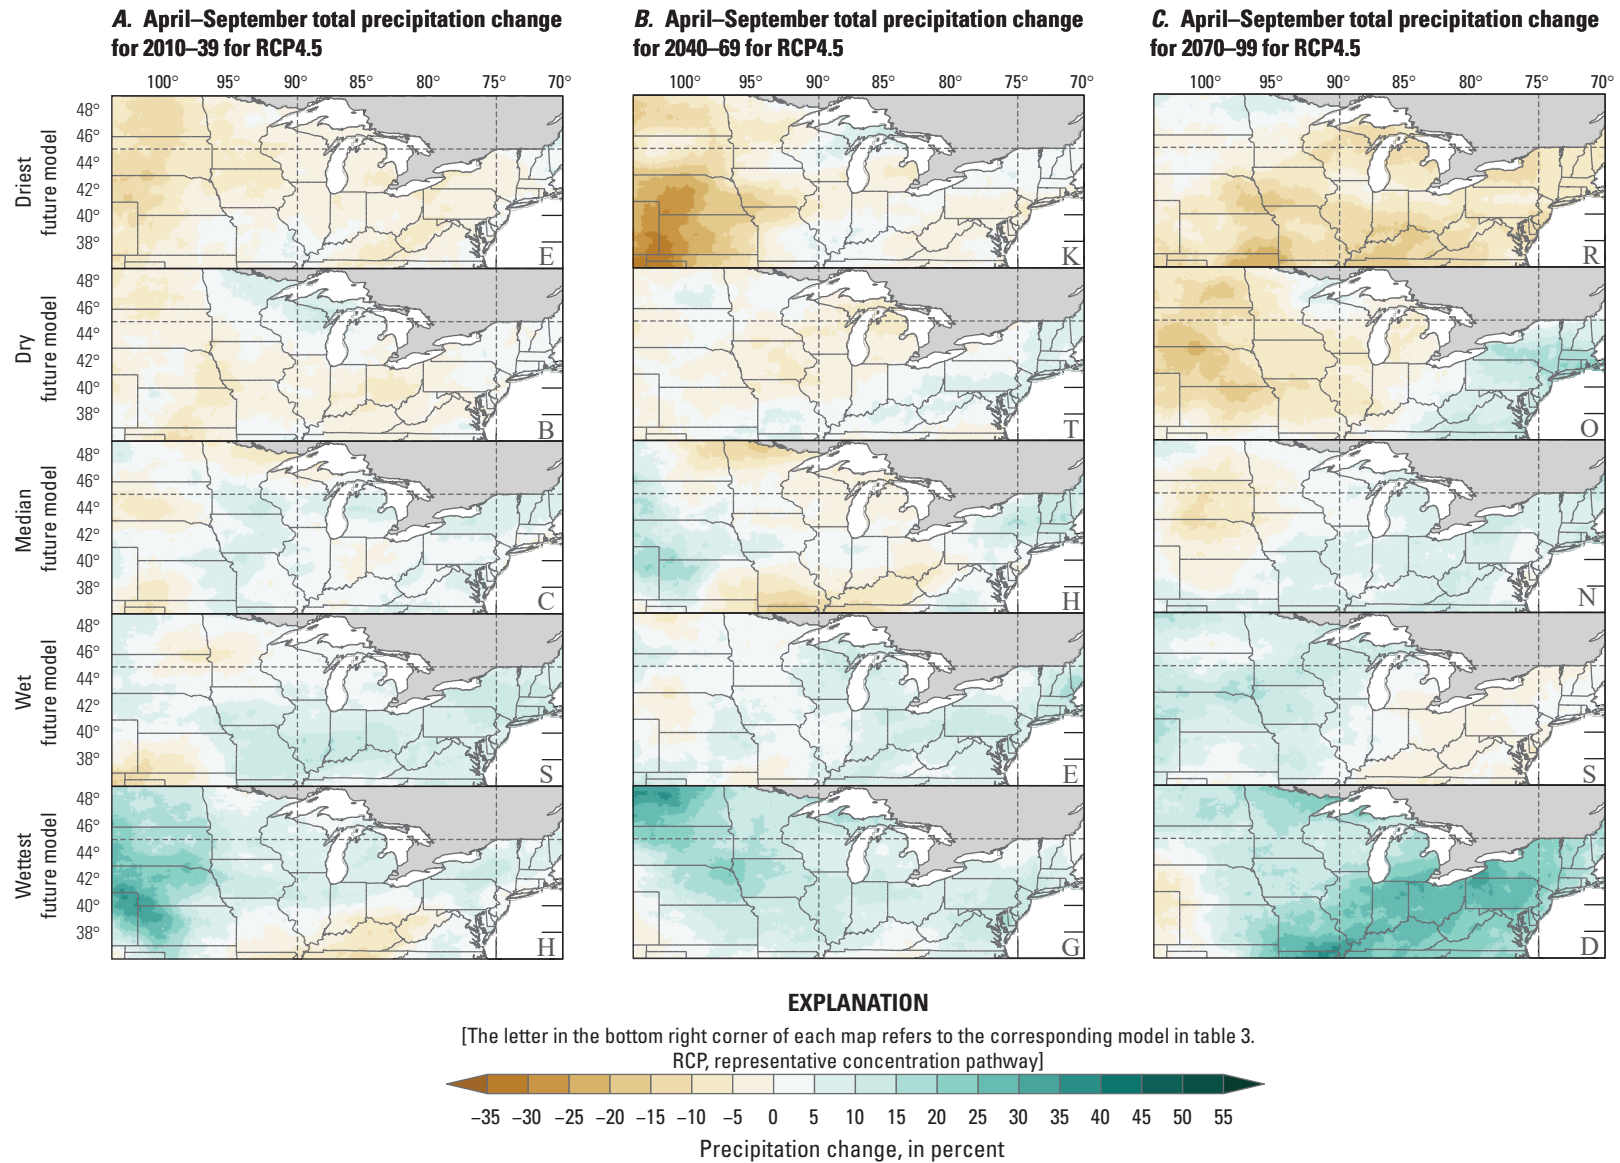 A. April–September total precipitation change
for 2010–39 for RCP4.5
B. April–September total precipitation change
for 2040–69 for RCP4.5
C. April–September total precipitation change
for 2070–99 for RCP4.5
100° 95° 90° 85° 80° 75° 70°
100° 95° 90° 85° 80° 75° 70°
100° 95° 90° 85° 80° 75° 70°
Driest
future model
48°
46°
44°
42°
40°
38°
E
K
R
Dry
future model
48°
46°
44°
42°
40°
38°
B
T
O
Median
future model
48°
46°
44°
42°
40°
38°
C
H
N
Wet
future model
48°
46°
44°
42°
40°
38°
S
E
S
Wettest
future model
48°
46°
44°
42°
40°
38°
H
G
D
EXPLANATION
[The letter in the bottom right corner of each map refers to the corresponding model in table 3.
RCP, representative concentration pathway]
−35 −30 −25 −20 −15 −10 −5 0 5 10 15 20 25 30 35 40 45 50 55
Precipitation change, in percent